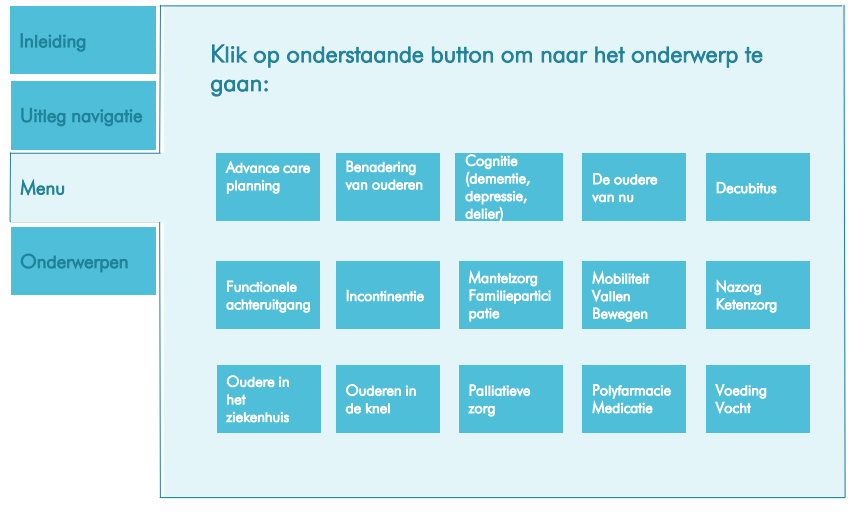 Inleiding
Uitleg navigatie
Menu
Onderwerpen
Klik op onderstaande button om naar het onderwerp te
gaan:
Advance care
planning
Benadering
van ouderen
Cognitie
(dementie,
depressie,
delier)
De oudere
van nu
Decubitus
Functionele
achteruitgang
Incontinentie
Mantelzorg
Familieparticі
patie
Mobiliteit
Vallen
Bewegen
Nazorg
Ketenzorg
Oudere in
het
ziekenhuis
Ouderen in
de knel
Palliatieve
zorg
Polyfarmacie
Medicatie
Voeding
Vocht